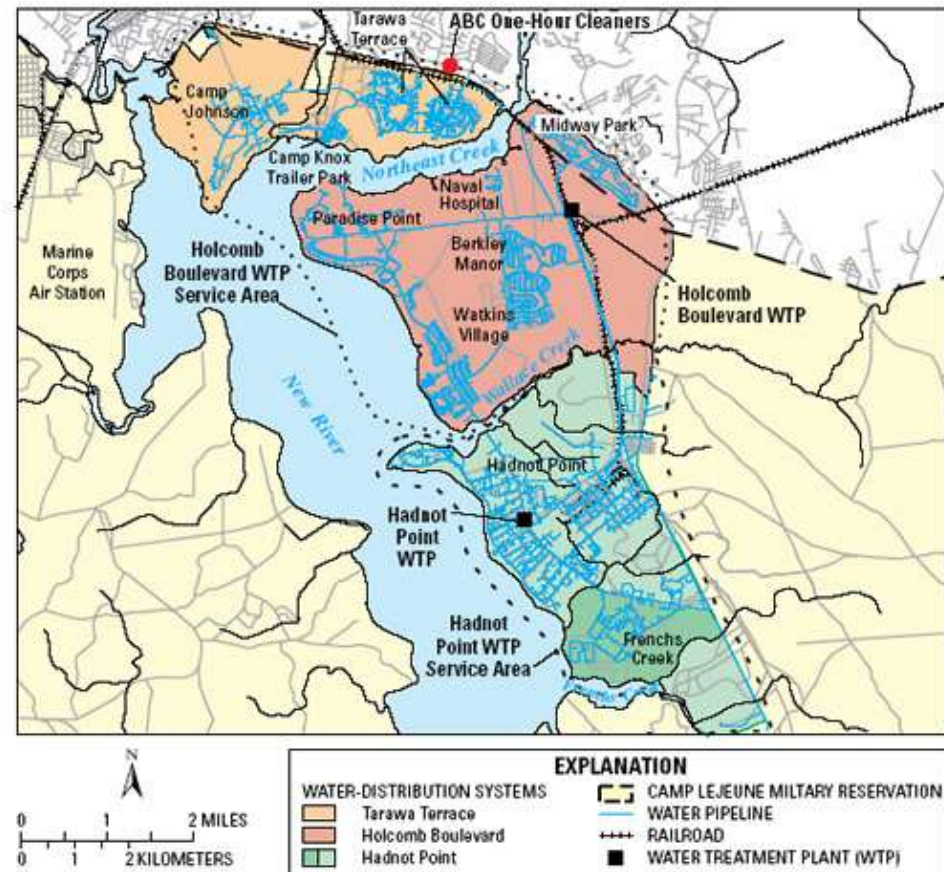 Tarawa
Terrace
ABC One-Hour Cleaners
Camp
Johnson
Midway Park
Camp Knox
Trailer Park
Northeast Creek
Naval
Hospital
Paradise Point
Marine
Corps
Air Station
Holcomb
Boulevard WTP
Service Area
Berkley
Manor
Watkins
Village
Holcomb
Boulevard WTP
Wallace Creek
New River
Hadnott Point
Hadnot
Point
WTP
Hadnot
Point WTP
Service Area
Frenchs
Creek
N
0 1 2 MILES
0 1 2 KILOMETERS
EXPLANATION
WATER-DISTRIBUTION SYSTEMS
Tarawa Terrace
Holcomb Boulevard
Hadnot Point
CAMP LEJEUNE MILTARY RESERVATION
WATER PIPELINE
RAILROAD
WATER TREATMENT PLANT (WTP)